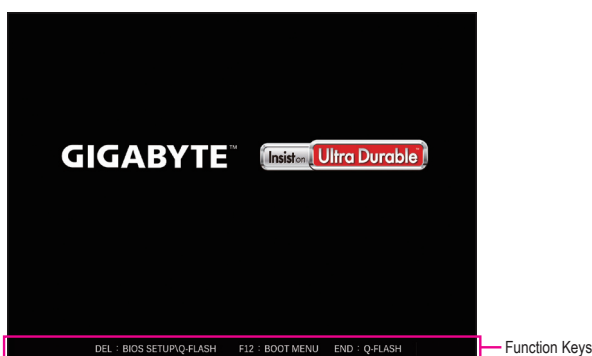 GIGABYTE™ Insist on Ultra Durable™
DEL : BIOS SETUP\Q-FLASH F12 : BOOT MENU END : Q-FLASH
Function Keys